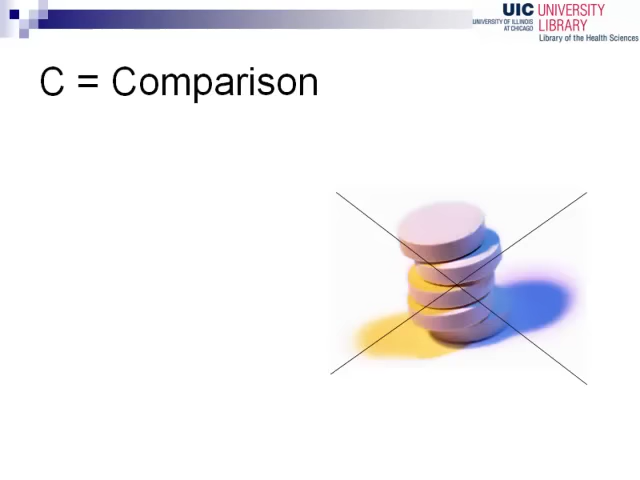 UIC UNIVERSITY
UNIVERSITY OF ILLINOIS
AT CHICAGO LIBRARY
Library of the Health Sciences
C = Comparison